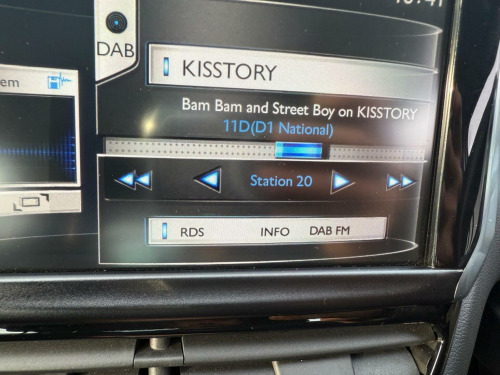 DAB
KISSTORY
Bam Bam and Street Boy on KISSTORY
11D(D1 National)
Station 20
RDS INFO DAB FM